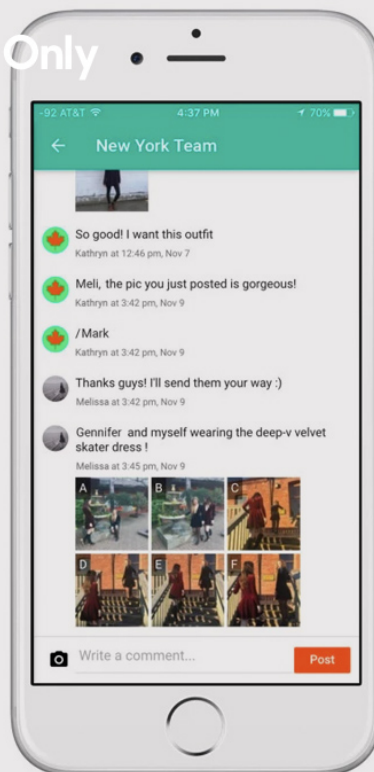 Only
-92 AT&T 4:37 PM 70%
New York Team
So good! I want this outfit
Kathryn at 12:46 pm, Nov 7
Meli, the pic you just posted is gorgeous!
Kathryn at 3:42 pm, Nov 9
/Mark
Kathryn at 3:42 pm, Nov 9
Thanks guys! I'll send them your way :)
Melissa at 3:42 pm, Nov 9
Gennifer and myself wearing the deep-v velvet
skater dress !
Melissa at 3:45 pm, Nov 9
A B C
D E F
Write a comment... Post